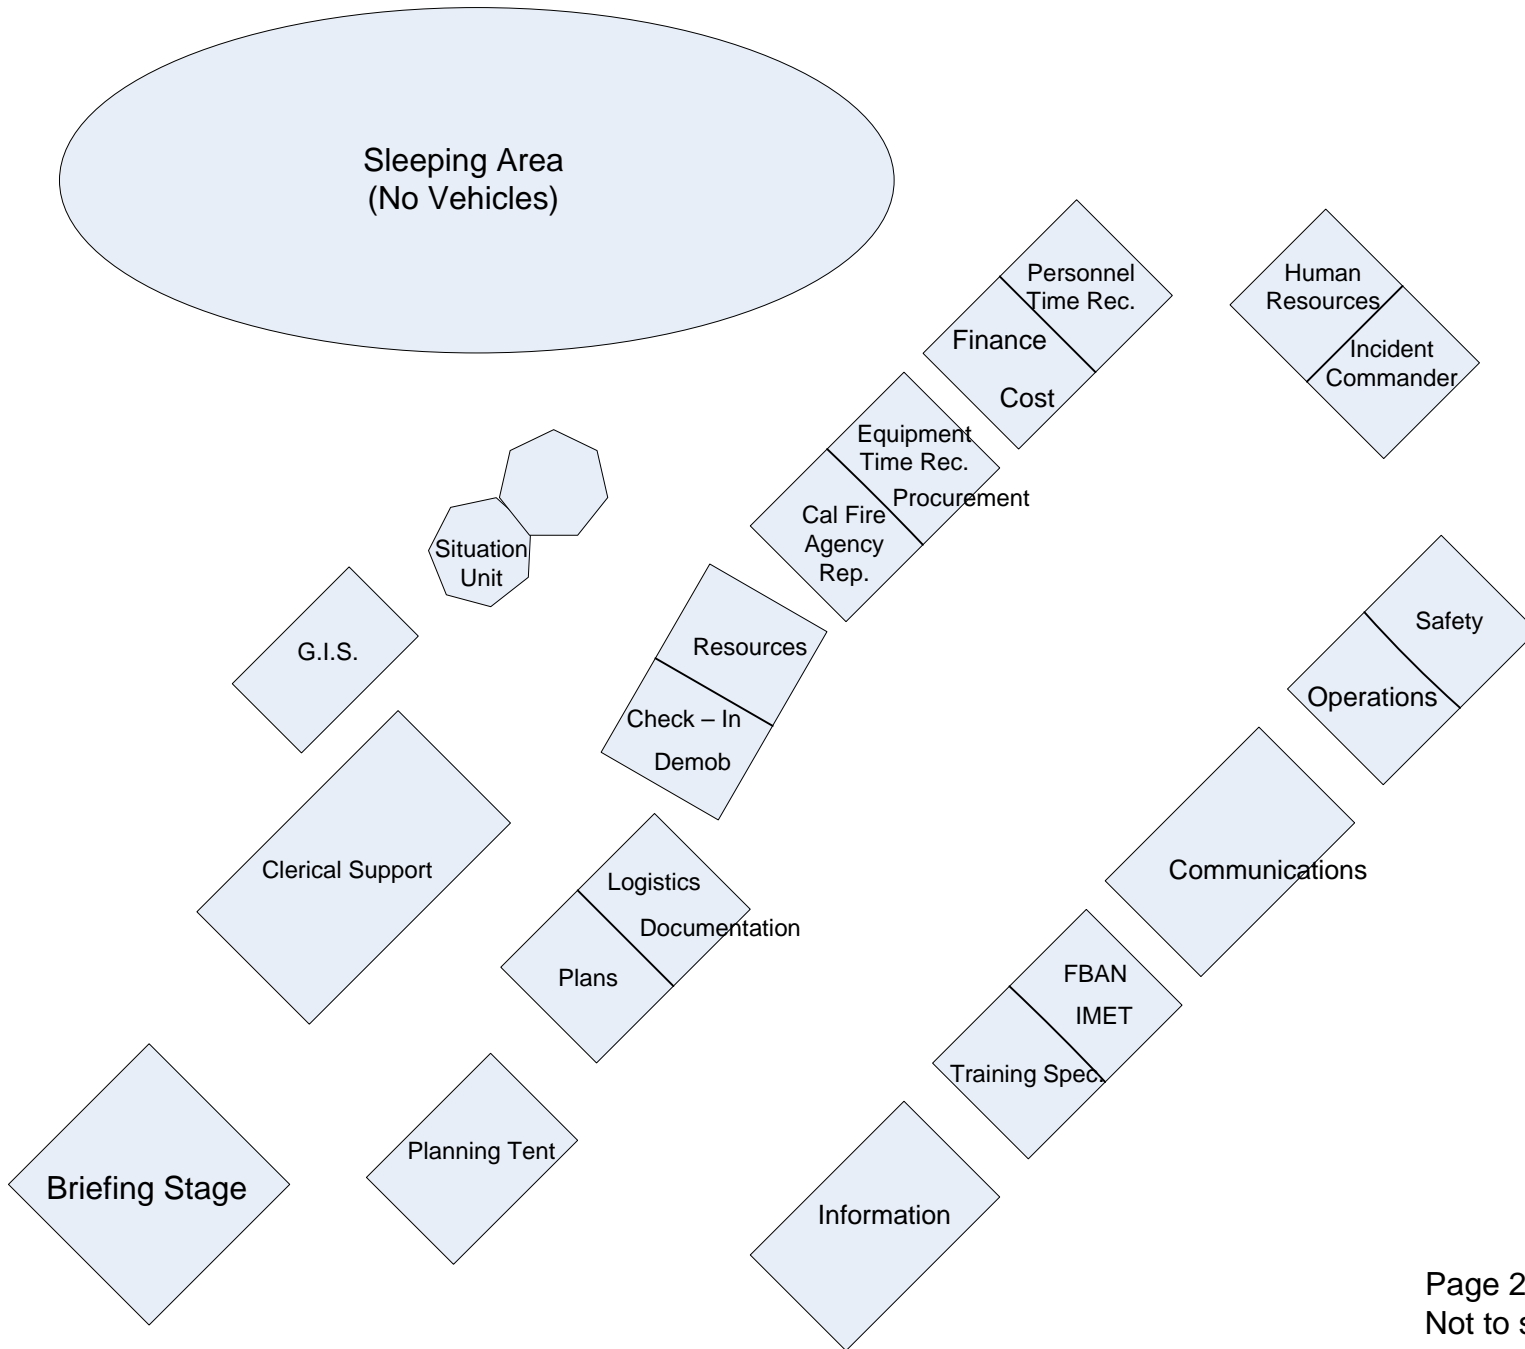 Sleeping Area
(No Vehicles)
Personnel
Time Rec.
Human
Resources
Finance
Incident
Commander
Cost
Equipment
Time Rec.
Procurement
Cal Fire
Agency
Rep.
Situation
Unit
G.I.S.
Resources
Safety
Check – In
Operations
Demob
Clerical Support
Logistics
Communications
Documentation
Plans
FBAN
IMET
Training Spec.
Planning Tent
Briefing Stage
Information
Page 2
Not to